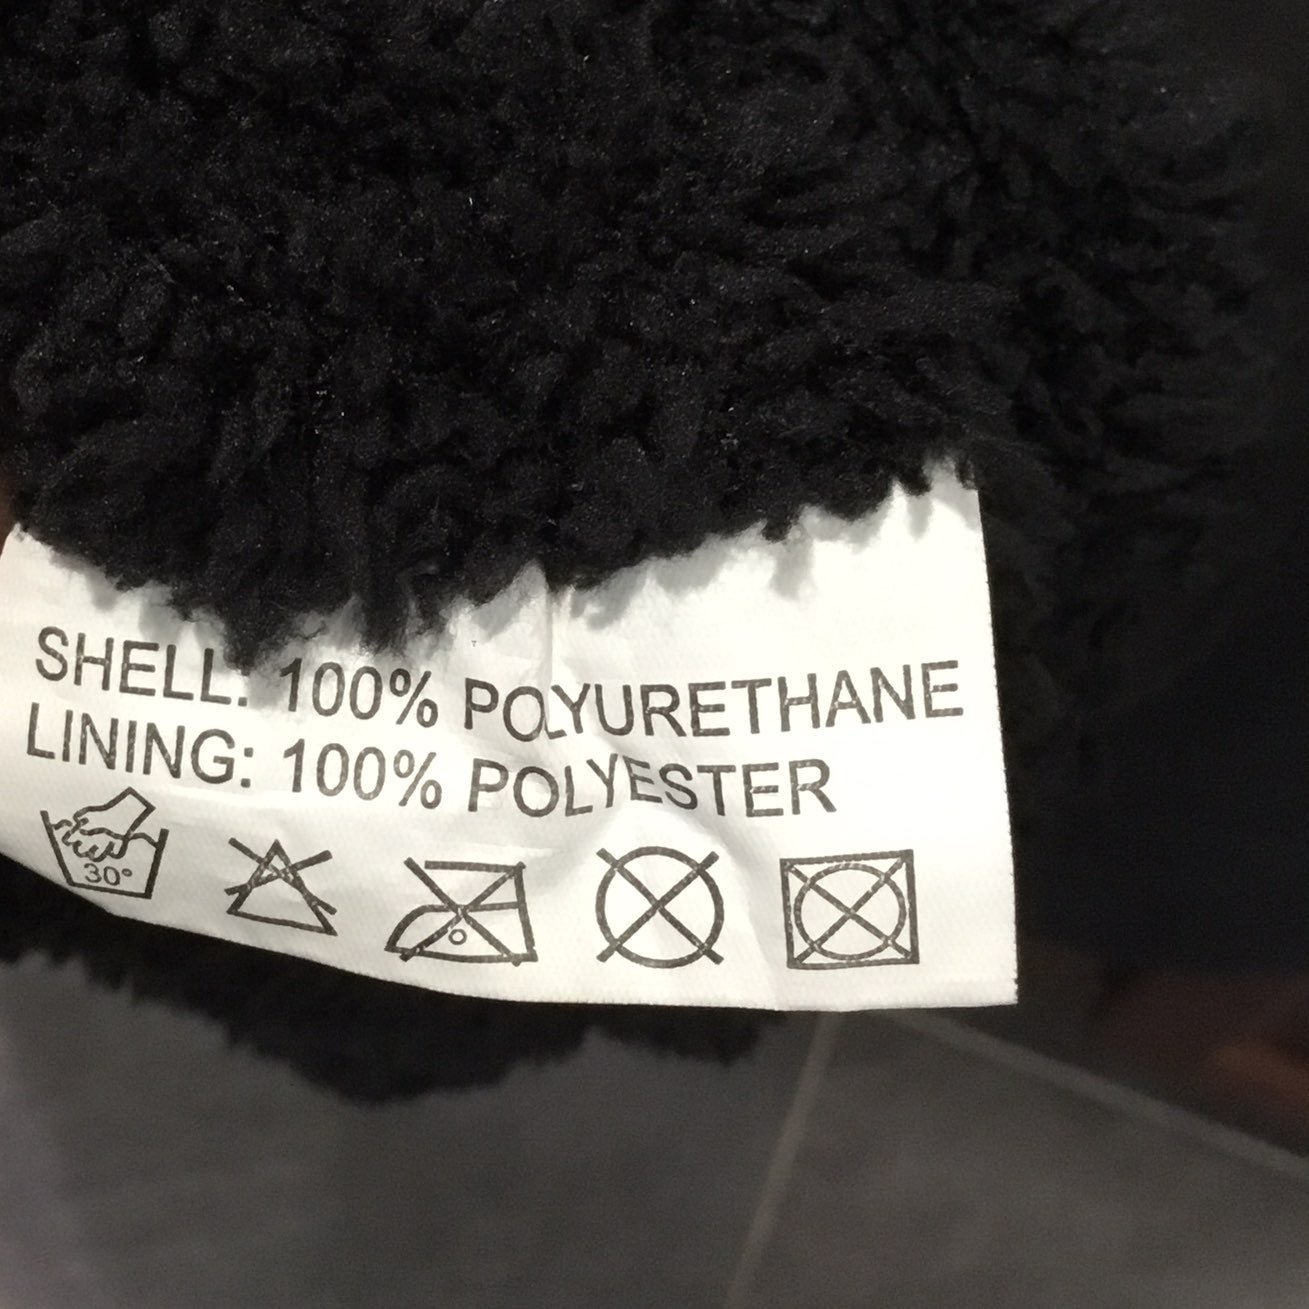 SHELL: 100% POLYURETHANE
LINING: 100% POLYESTER
30°